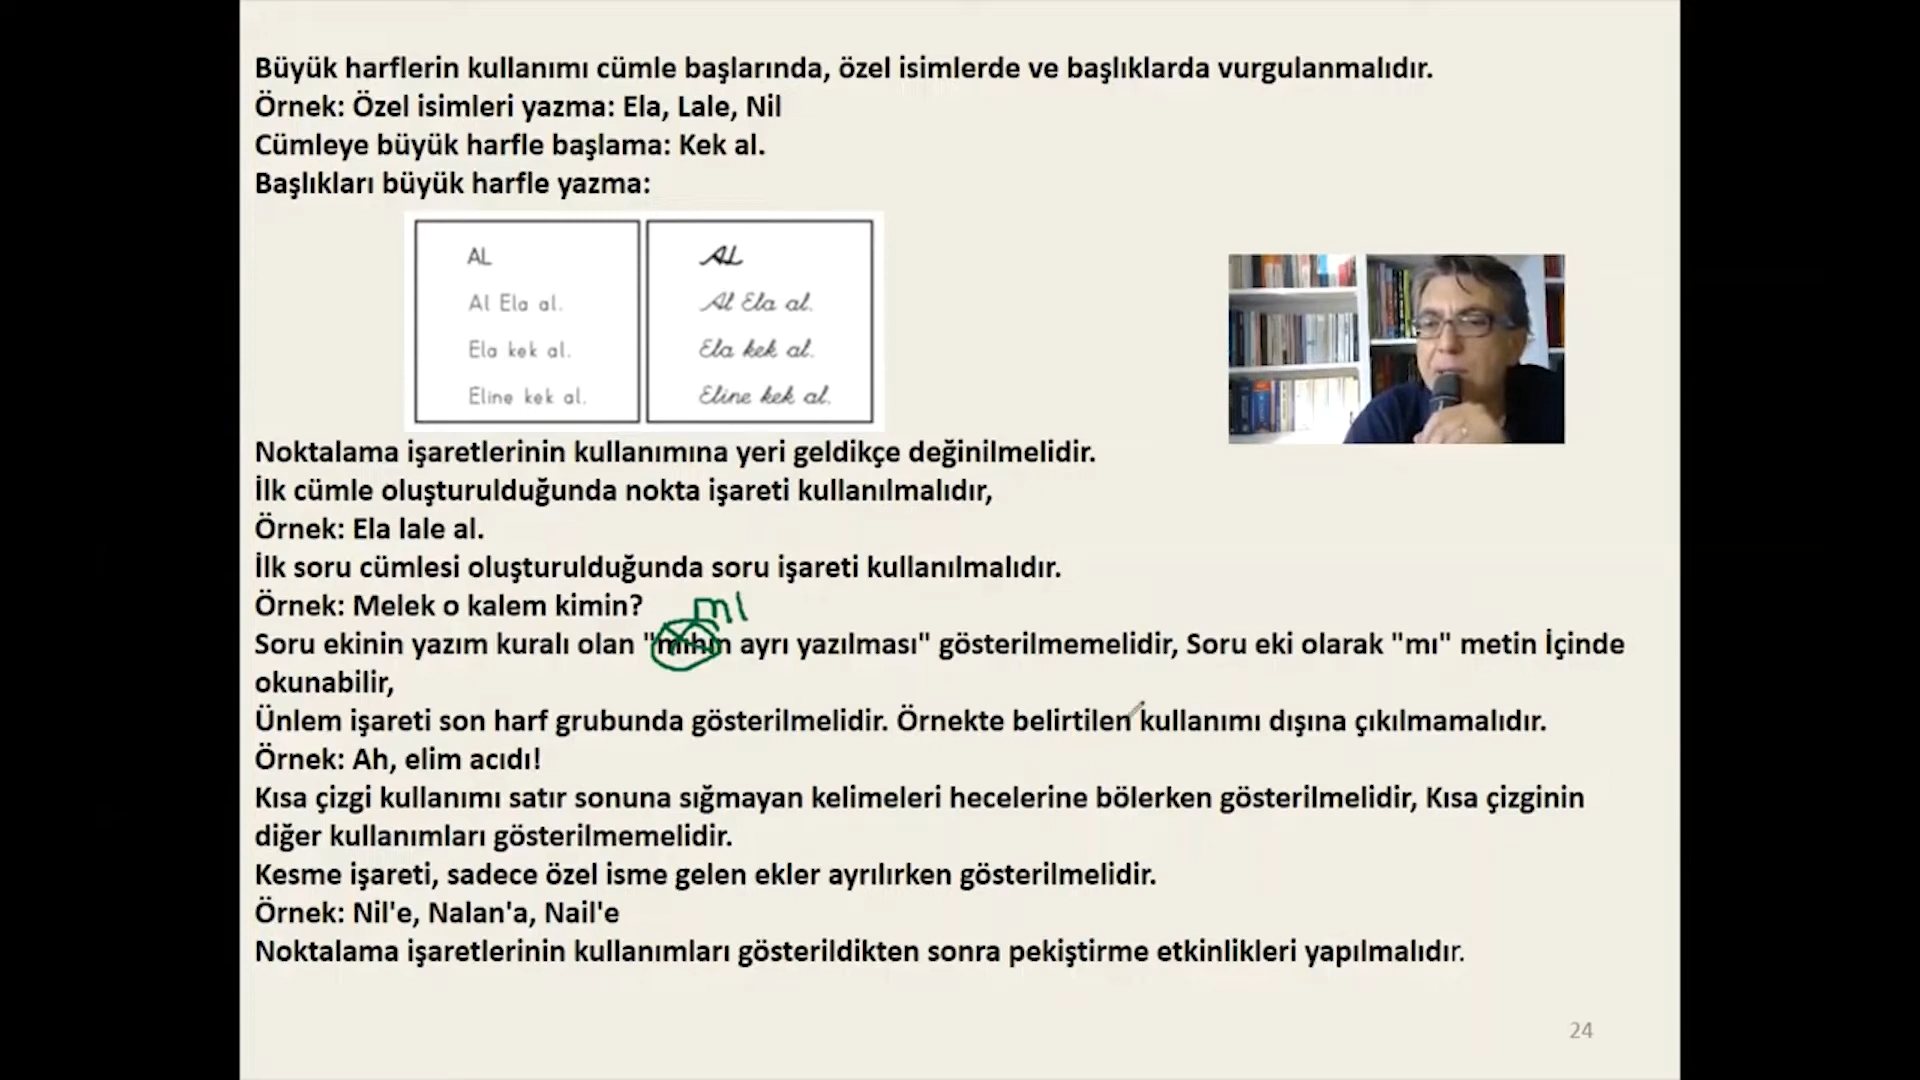 Büyük harflerin kullanımı cümle başlarında, özel isimlerde ve başlıklarda vurgulanmalıdır.
Örnek: Özel isimleri yazma: Ela, Lale, Nil
Cümleye büyük harfle başlama: Kek al.
Başlıkları büyük harfle yazma:
AL
Al Ela al.
Ela kek al.
Eline kek al.
AL
Al Ela al.
Ela kek al.
Eline kek al.
Noktalama işaretlerinin kullanımına yeri geldikçe değinilmelidir.
İlk cümle oluşturulduğunda nokta işareti kullanılmalıdır,
Örnek: Ela lale al.
İlk soru cümlesi oluşturulduğunda soru işareti kullanılmalıdır.
Örnek: Melek o kalem kimin?
mı
Soru ekinin yazım kuralı olan " ayrı yazılması" gösterilmemelidir, Soru eki olarak "mı" metin İçinde
okunabilir,
Ünlem işareti son harf grubunda gösterilmelidir. Örnekte belirtilen kullanımı dışına çıkılmamalıdır.
Örnek: Ah, elim acıdı!
Kısa çizgi kullanımı satır sonuna sığmayan kelimeleri hecelerine bölerken gösterilmelidir, Kısa çizginin
diğer kullanımları gösterilmemelidir.
Kesme işareti, sadece özel isme gelen ekler ayrılırken gösterilmelidir.
Örnek: Nil'e, Nalan'a, Nail'e
Noktalama işaretlerinin kullanımları gösterildikten sonra pekiştirme etkinlikleri yapılmalıdır.
24